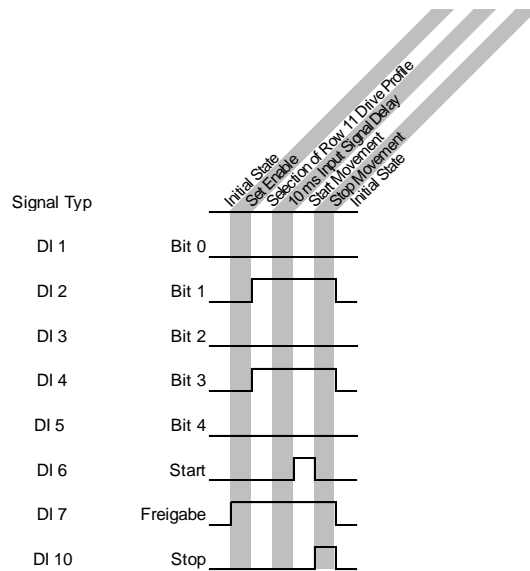 Initial State
Set Enable
Selection of Row 11 Drive Profile
10 ms Input Signal Delay
Start Movement
Stop Movement
Initial State
Signal Typ
DI 1 Bit 0
DI 2 Bit 1
DI 3 Bit 2
DI 4 Bit 3
DI 5 Bit 4
DI 6 Start
DI 7 Freigabe
DI 10 Stop